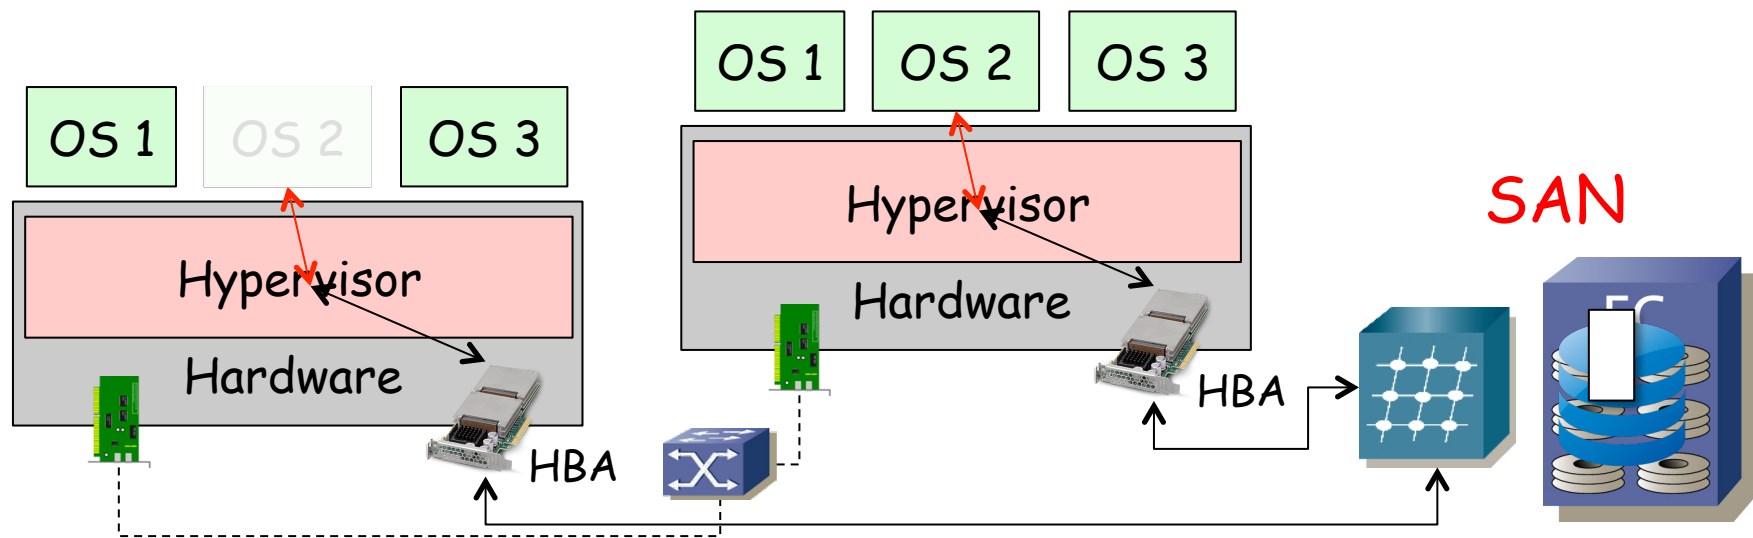 OS 1
OS 2
OS 3
Hypervisor
Hardware
HBA
OS 1
OS 2
OS 3
Hypervisor
Hardware
HBA
SAN